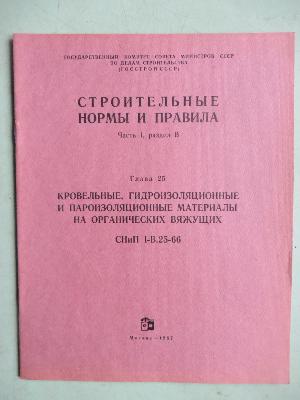 ГОСУДАРСТВЕННЫЙ КОМИТЕТ СОВЕТА МИНИСТРОВ СССР
ПО ДЕЛАМ СТРОИТЕЛЬСТВА
(ГОССТРОЙ СССР)
СТРОИТЕЛЬНЫЕ
НОРМЫ И ПРАВИЛА
Часть I, раздел В
Глава 25
КРОВЕЛЬНЫЕ, ГИДРОИЗОЛЯЦИОННЫЕ
И ПАРОИЗОЛЯЦИОННЫЕ МАТЕРИАЛЫ
НА ОРГАНИЧЕСКИХ ВЯЖУЩИХ
СНиП I-В.25-66
Москва — 1967